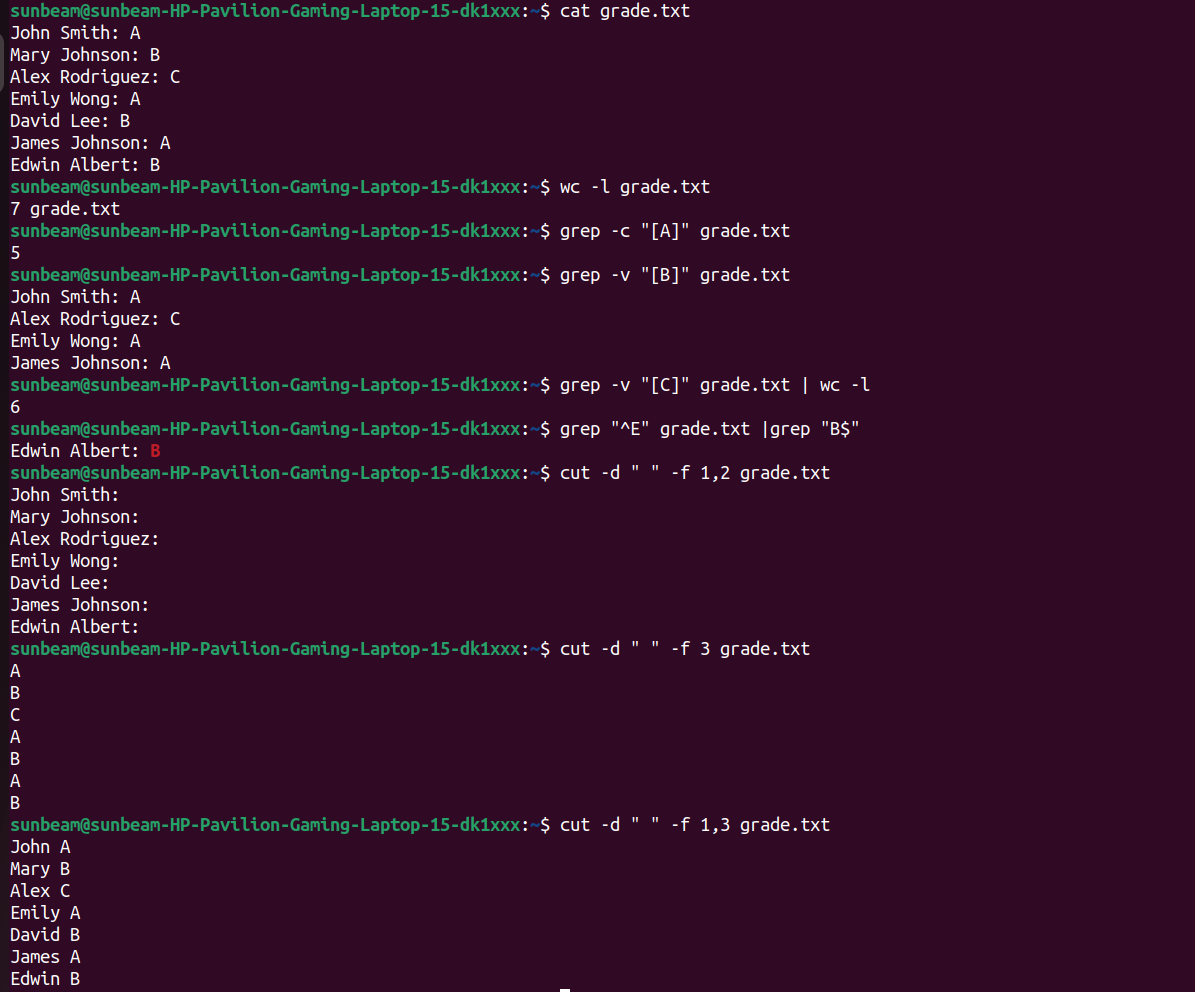 sunbeam@sunbeam-HP-Pavilion-Gaming-Laptop-15-dk1xxx:~$ cat grade.txt
John Smith: A
Mary Johnson: B
Alex Rodriguez: C
Emily Wong: A
David Lee: B
James Johnson: A
Edwin Albert: B
sunbeam@sunbeam-HP-Pavilion-Gaming-Laptop-15-dk1xxx:~$ wc -l grade.txt
7 grade.txt
sunbeam@sunbeam-HP-Pavilion-Gaming-Laptop-15-dk1xxx:~$ grep -c "[A]" grade.txt
5
sunbeam@sunbeam-HP-Pavilion-Gaming-Laptop-15-dk1xxx:~$ grep -v "[B]" grade.txt
John Smith: A
Alex Rodriguez: C
Emily Wong: A
James Johnson: A
sunbeam@sunbeam-HP-Pavilion-Gaming-Laptop-15-dk1xxx:~$ grep -v "[C]" grade.txt | wc -l
6
sunbeam@sunbeam-HP-Pavilion-Gaming-Laptop-15-dk1xxx:~$ grep "^E" grade.txt |grep "B$"
Edwin Albert: B
sunbeam@sunbeam-HP-Pavilion-Gaming-Laptop-15-dk1xxx:~$ cut -d " " -f 1,2 grade.txt
John Smith:
Mary Johnson:
Alex Rodriguez:
Emily Wong:
David Lee:
James Johnson:
Edwin Albert:
sunbeam@sunbeam-HP-Pavilion-Gaming-Laptop-15-dk1xxx:~$ cut -d " " -f 3 grade.txt
A
B
C
A
B
A
B
sunbeam@sunbeam-HP-Pavilion-Gaming-Laptop-15-dk1xxx:~$ cut -d " " -f 1,3 grade.txt
John A
Mary B
Alex C
Emily A
David B
James A
Edwin B